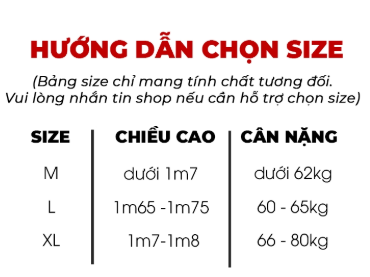 HƯỚNG DẪN CHỌN SIZE
(Bảng size chỉ mang tính chất tương đối.
Vui lòng nhắn tin shop nếu cần hỗ trợ chọn size)
SIZE CHIỀU CAO CÂN NẶNG
M dưới 1m7 dưới 62kg
L 1m65 -1m75 60 - 65kg
XL 1m7-1m8 66 - 80kg